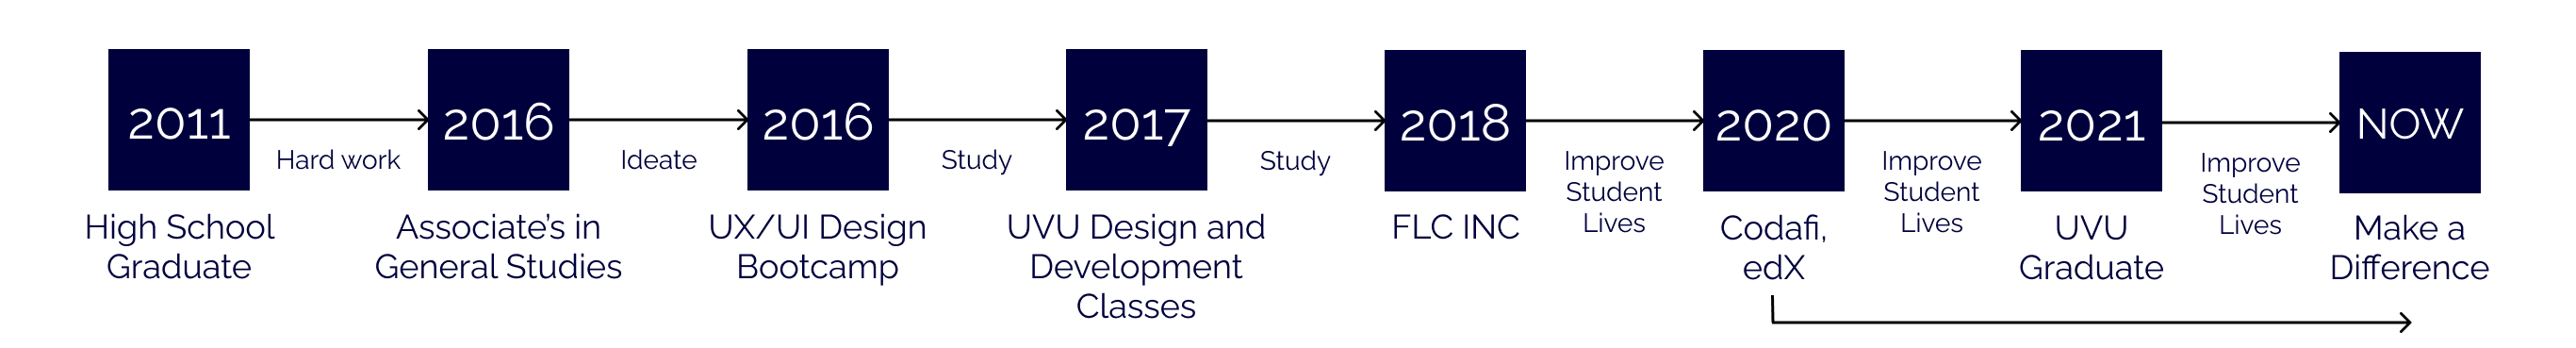 2011
Hard work
2016
Ideate
2016
Study
2017
Study
2018
Improve
Student
Lives
2020
Improve
Student
Lives
2021
Improve
Student
Lives
NOW
High School
Graduate
Associate’s in
General Studies
UX/UI Design
Bootcamp
UVU Design and
Development
Classes
FLC INC
Codafi,
edX
UVU
Graduate
Make a
Difference